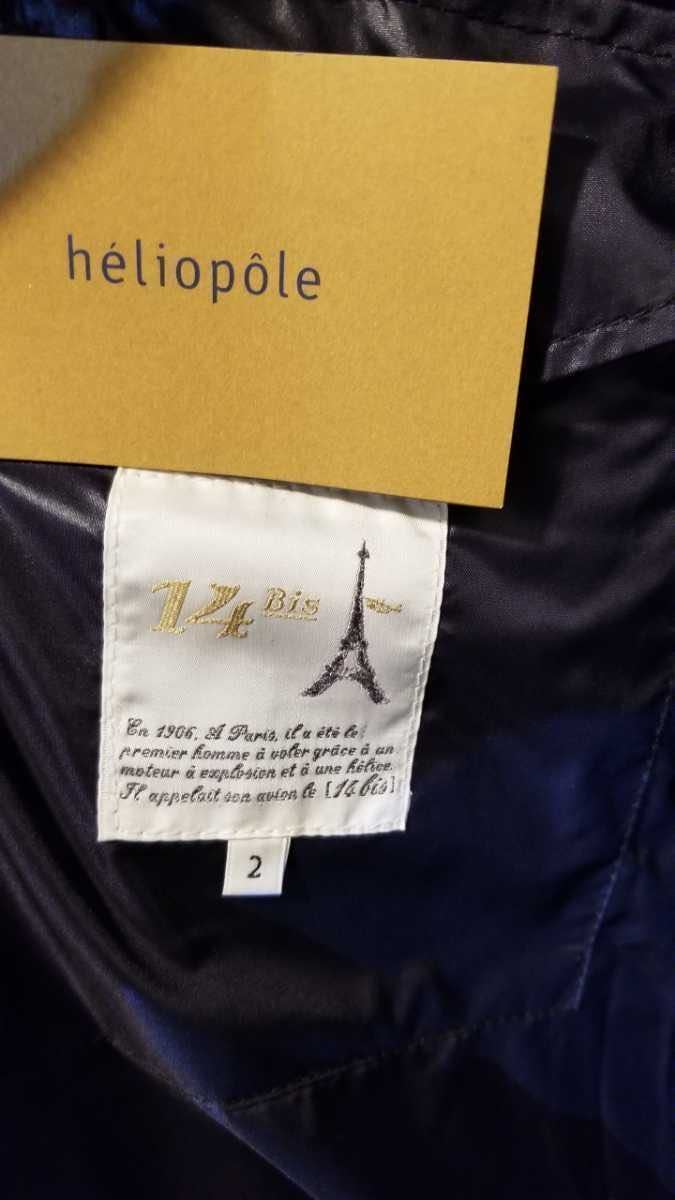 héliopôle
14 Bis
En 1906, A Paris, il a été le
premier homme à voler grâce à un
moteur à explosion et à une hélice.
Il appelait son avion le [14 bis]
2